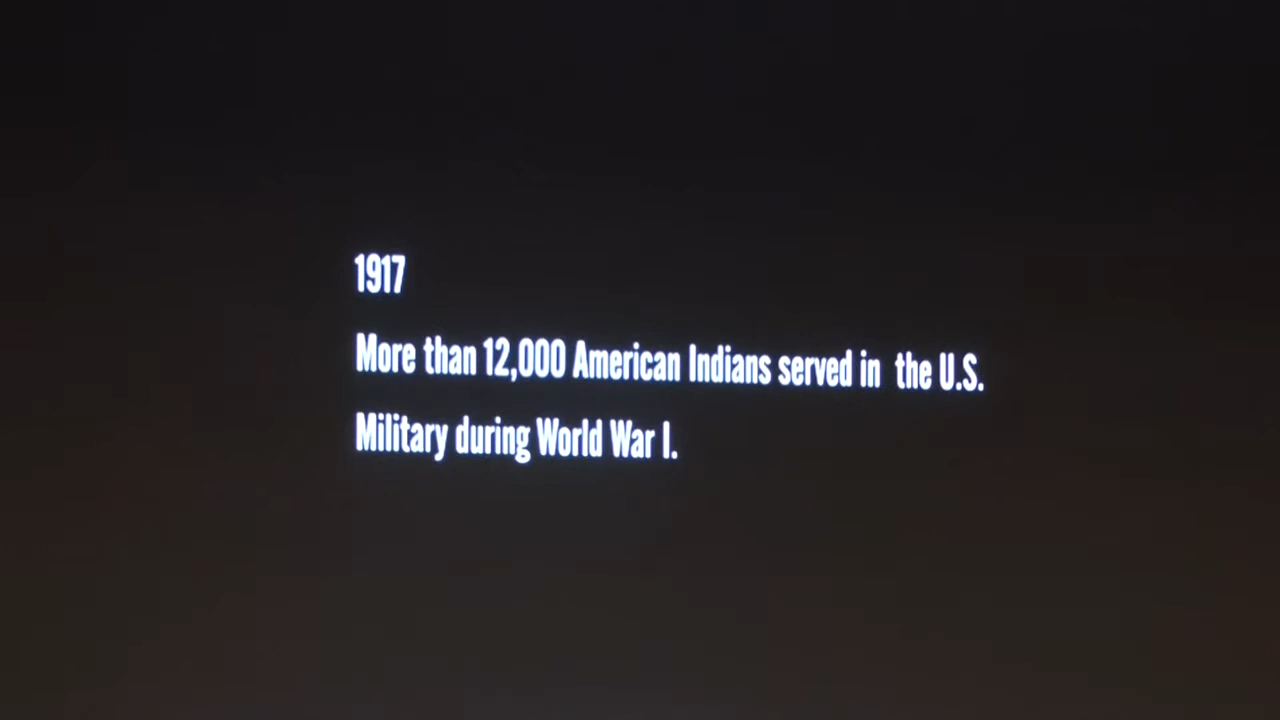 1917
More than 12,000 American Indians served in the U.S.
Military during World War I.